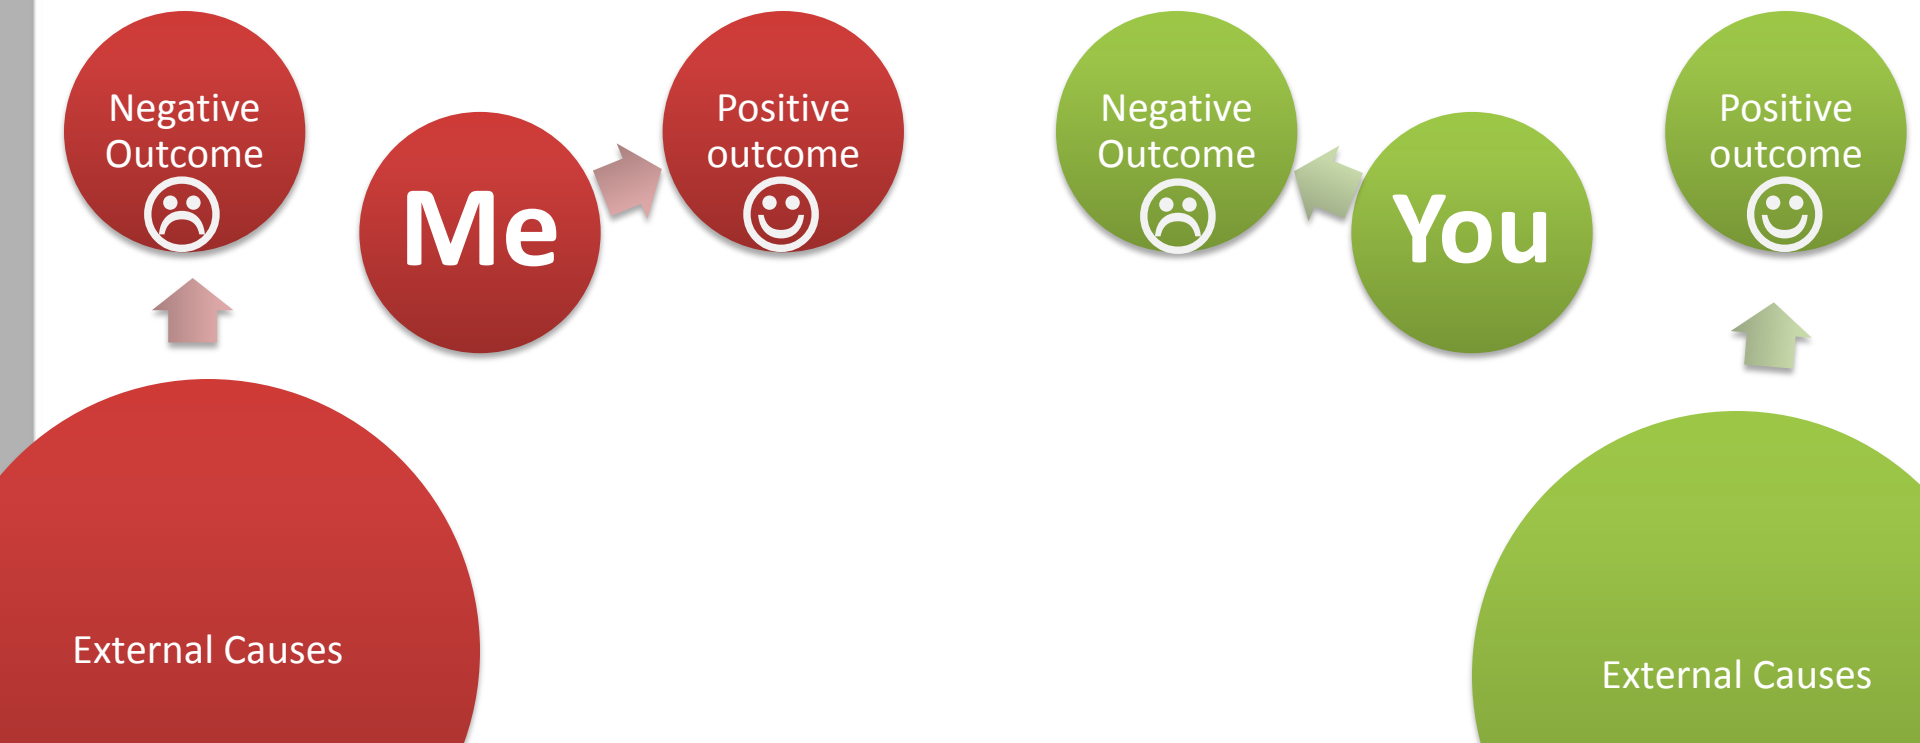 Negative
Outcome
Me
Positive
outcome
External Causes
Negative
Outcome
You
Positive
outcome
External Causes